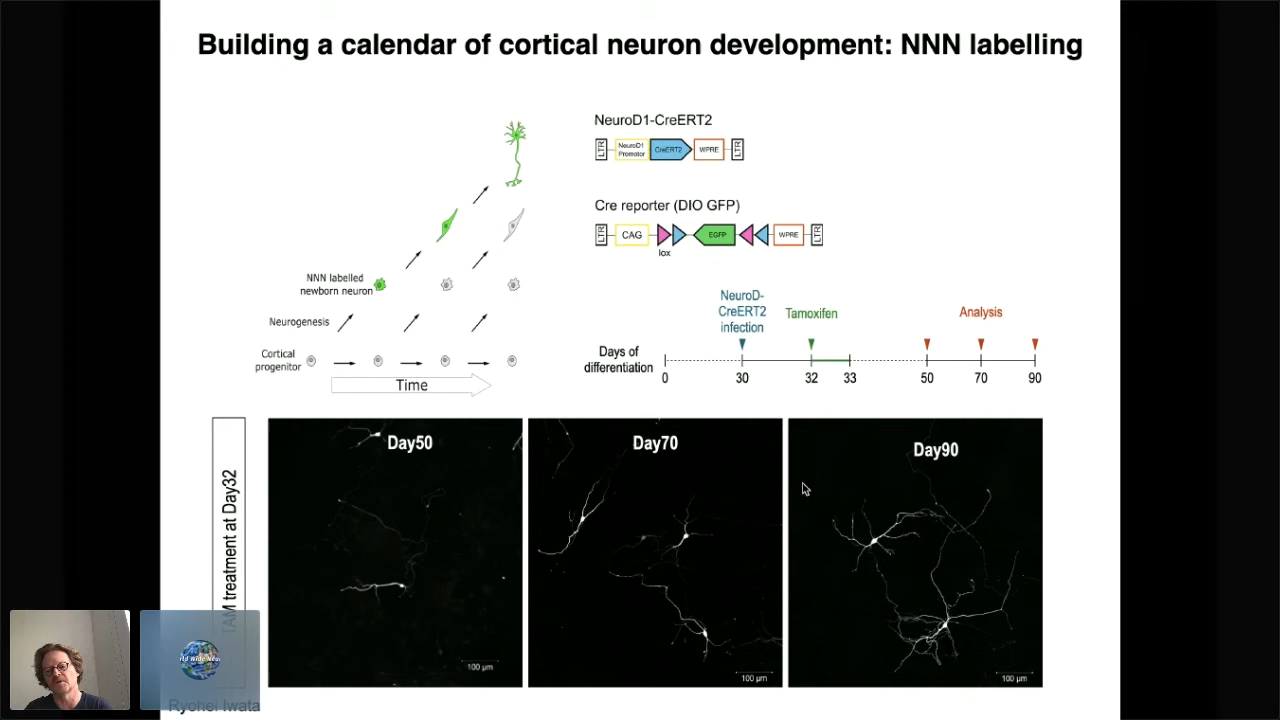 Building a calendar of cortical neuron development: NNN labelling
NNN labelled
newborn neuron
Neurogenesis
Cortical
progenitor
Time
NeuroD1-CreERT2
LTR
NeuroD1
Promotor
CreERT2
WPRE
LTR
Cre reporter (DIO GFP)
LTR
CAG
EGFP
WPRE
LTR
lox
NeuroD-
CreERT2
infection
Tamoxifen
Analysis
Days of
differentiation
0
30
32
33
50
70
90
TAM treatment at Day32
Day50
100 μm
Day70
100 μm
Day90
100 μm
Ryohei Iwata